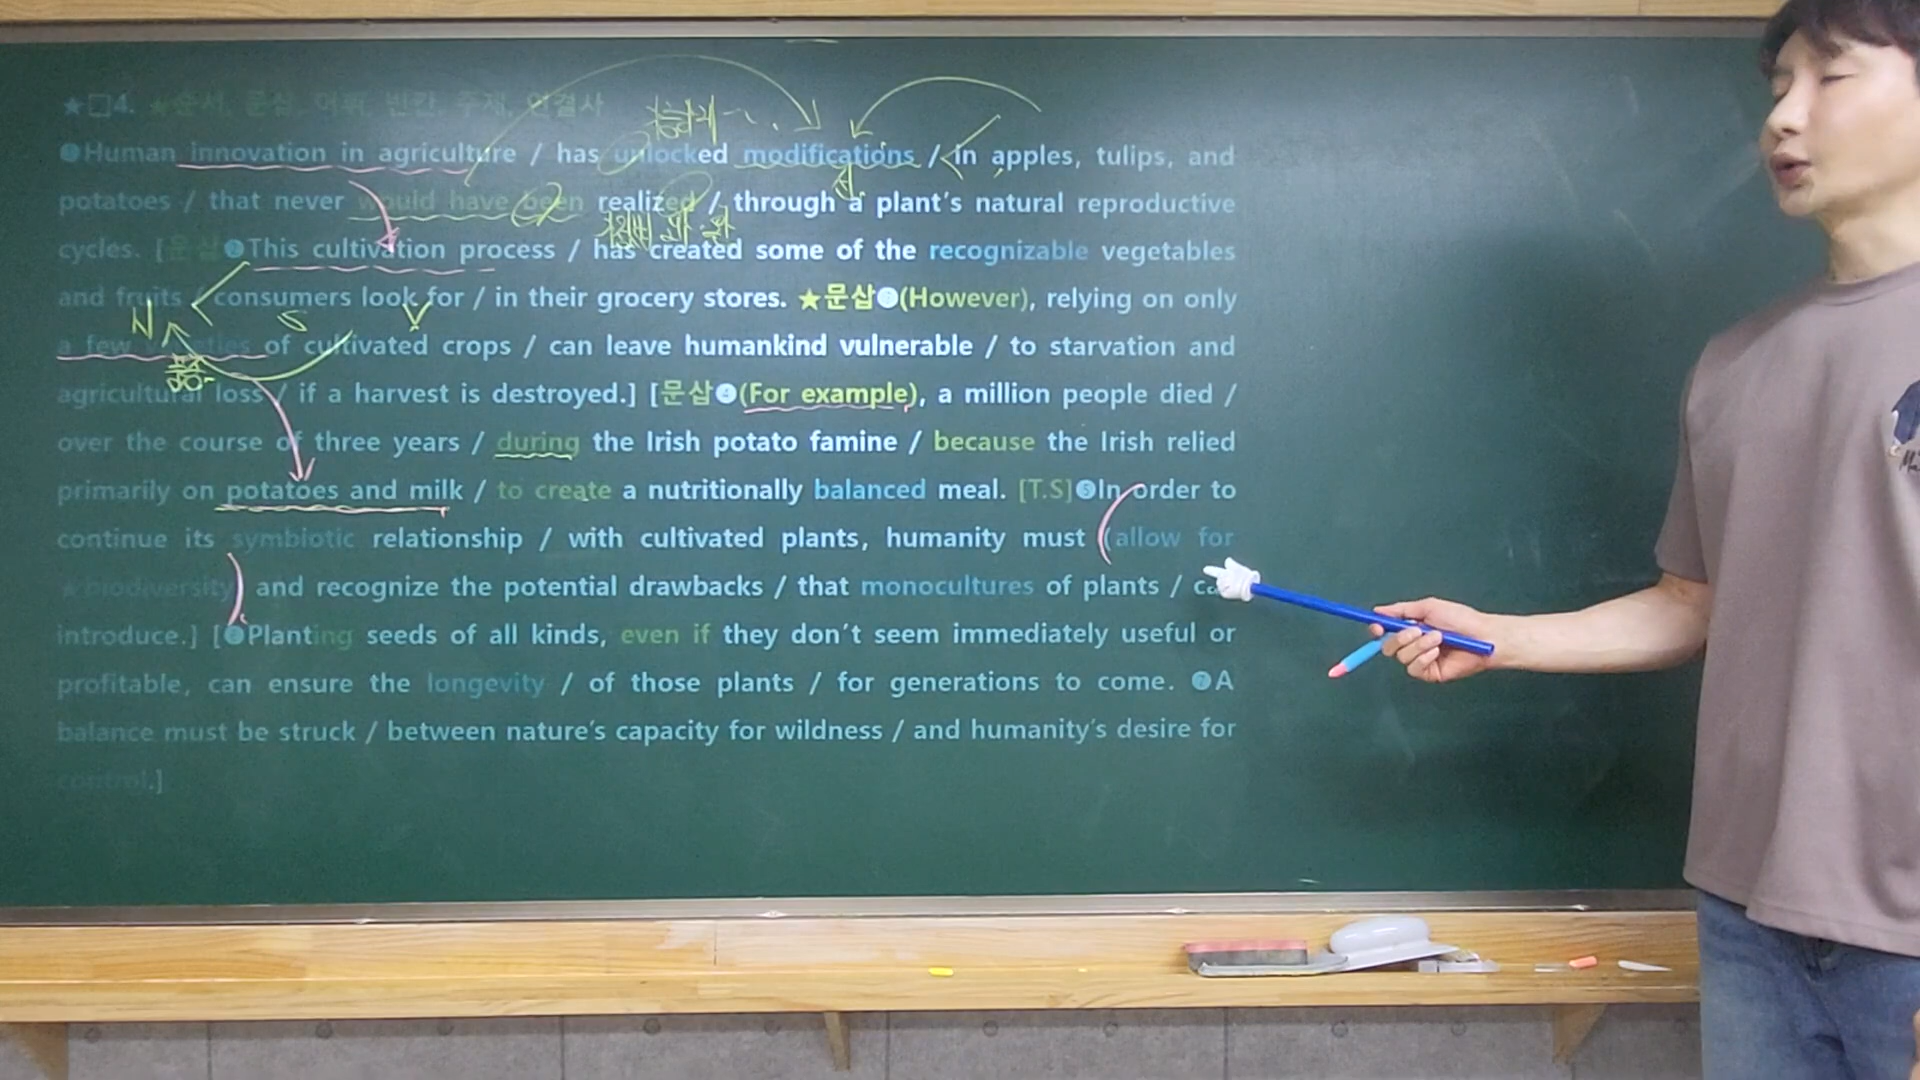 ★□4. ★순서, 문삽, 어휘, 빈칸, 주제, 연결사
❶Human innovation in agriculture / has unlocked modifications / in apples, tulips, and
potatoes / that never would have been realized / through a plant's natural reproductive
cycles. [문삽❷This cultivation process / has created some of the recognizable vegetables
and fruits / consumers look for / in their grocery stores. ★문삽❸(However), relying on only
N S V
a few varieties of cultivated crops / can leave humankind vulnerable / to starvation and
agricultural loss / if a harvest is destroyed.] [문삽❹(For example), a million people died /
over the course of three years / during the Irish potato famine / because the Irish relied
primarily on potatoes and milk / to create a nutritionally balanced meal. [T.S]❺In order to
continue its symbiotic relationship / with cultivated plants, humanity must (allow for
★biodiversity) and recognize the potential drawbacks / that monocultures of plants / can
introduce.] [❻Planting seeds of all kinds, even if they don't seem immediately useful or
profitable, can ensure the longevity / of those plants / for generations to come. ❼A
balance must be struck / between nature's capacity for wildness / and humanity's desire for
control.]